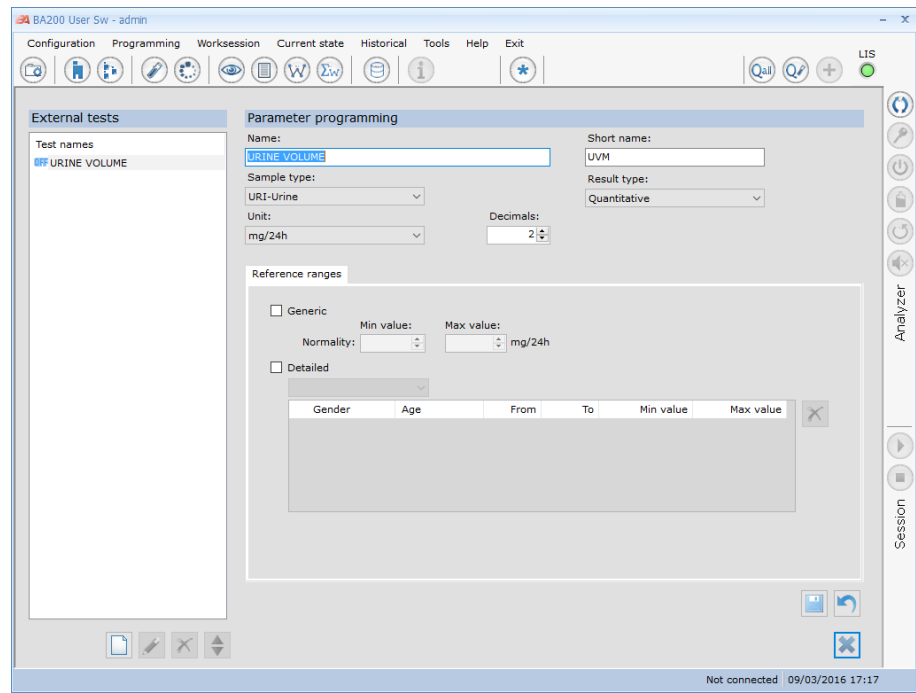 BA200 User Sw - admin
Configuration Programming Worksession Current state Historical Tools Help Exit
LIS
W Σw i * Qall Q +
External tests
Test names
OFF URINE VOLUME
Parameter programming
Name: Short name:
URINE VOLUME UVM
Sample type: Result type:
URI-Urine Quantitative
Unit: Decimals:
mg/24h 2
Reference ranges
Generic
Min value: Max value:
Normality: mg/24h
Detailed
Gender Age From To Min value Max value
Analyzer
Session
Not connected 09/03/2016 17:17